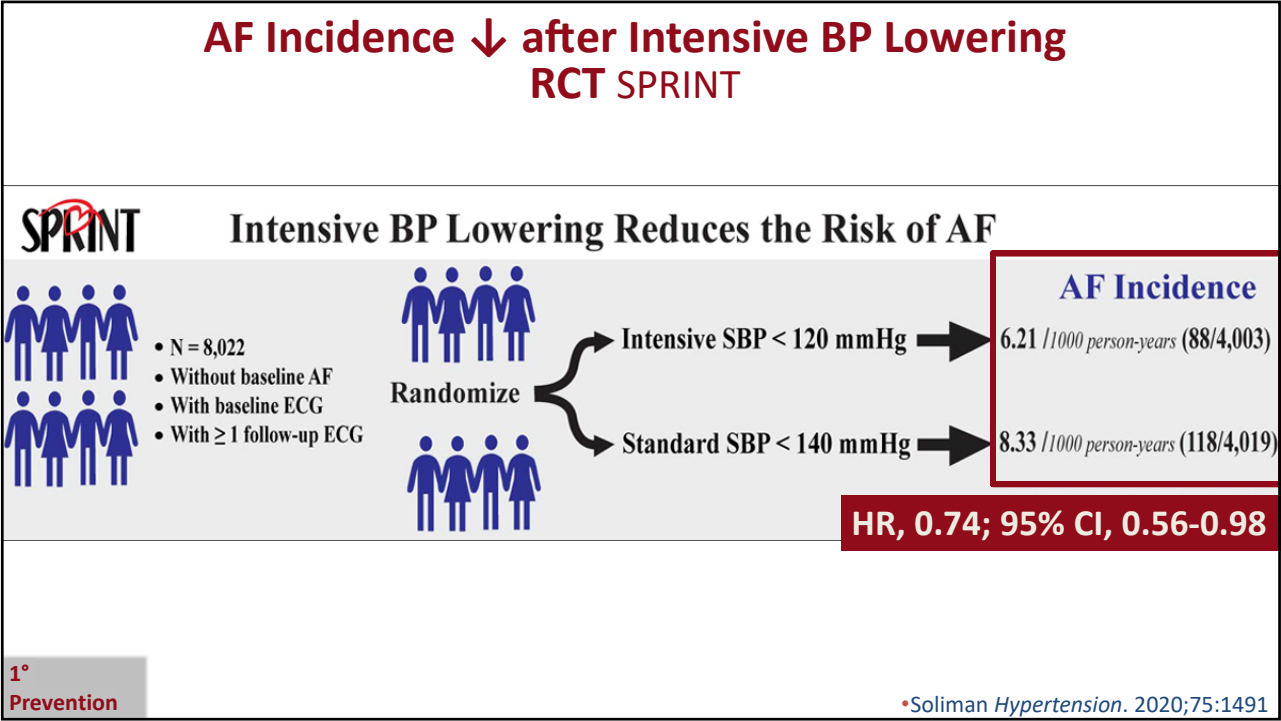 AF Incidence ↓ after Intensive BP Lowering
RCT SPRINT
SPRINT
Intensive BP Lowering Reduces the Risk of AF
• N = 8,022
• Without baseline AF
• With baseline ECG
• With ≥ 1 follow-up ECG
Randomize
Intensive SBP < 120 mmHg
Standard SBP < 140 mmHg
AF Incidence
6.21 /1000 person-years (88/4,003)
8.33 /1000 person-years (118/4,019)
HR, 0.74; 95% CI, 0.56-0.98
1°
Prevention
•Soliman Hypertension. 2020;75:1491